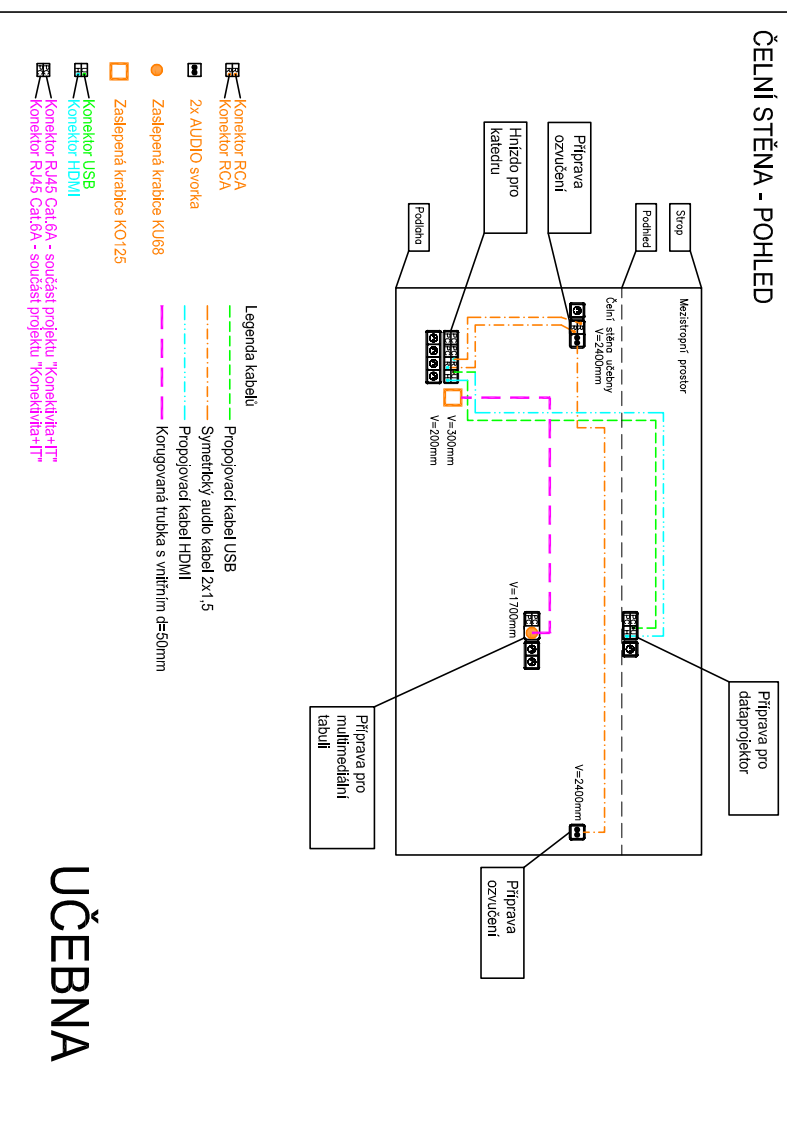 ČELNÍ STĚNA - POHLED
Strop
Podhled
Mezistropní prostor
Příprava
ozvučení
Hnízdo pro
katedru
Podlaha
Čelní stěna učebny
V=2400mm
V=300mm
V=200mm
V=1700mm
V=2400mm
Příprava pro
dataprojektor
Příprava pro
multimediální
tabuli
Příprava
ozvučení
Konektor RCA
Konektor RCA
2x AUDIO svorka
Zaslepená krabice KU68
Zaslepená krabice KO125
Konektor USB
Konektor HDMI
Konektor RJ45 Cat.6A - součást projektu "Konektivita+IT"
Konektor RJ45 Cat.6A - součást projektu "Konektivita+IT"
Legenda kabelů
Propojovací kabel USB
Symetrický audio kabel 2x1,5
Propojovací kabel HDMI
Korugovaná trubka s vnitřním d=50mm
UČEBNA